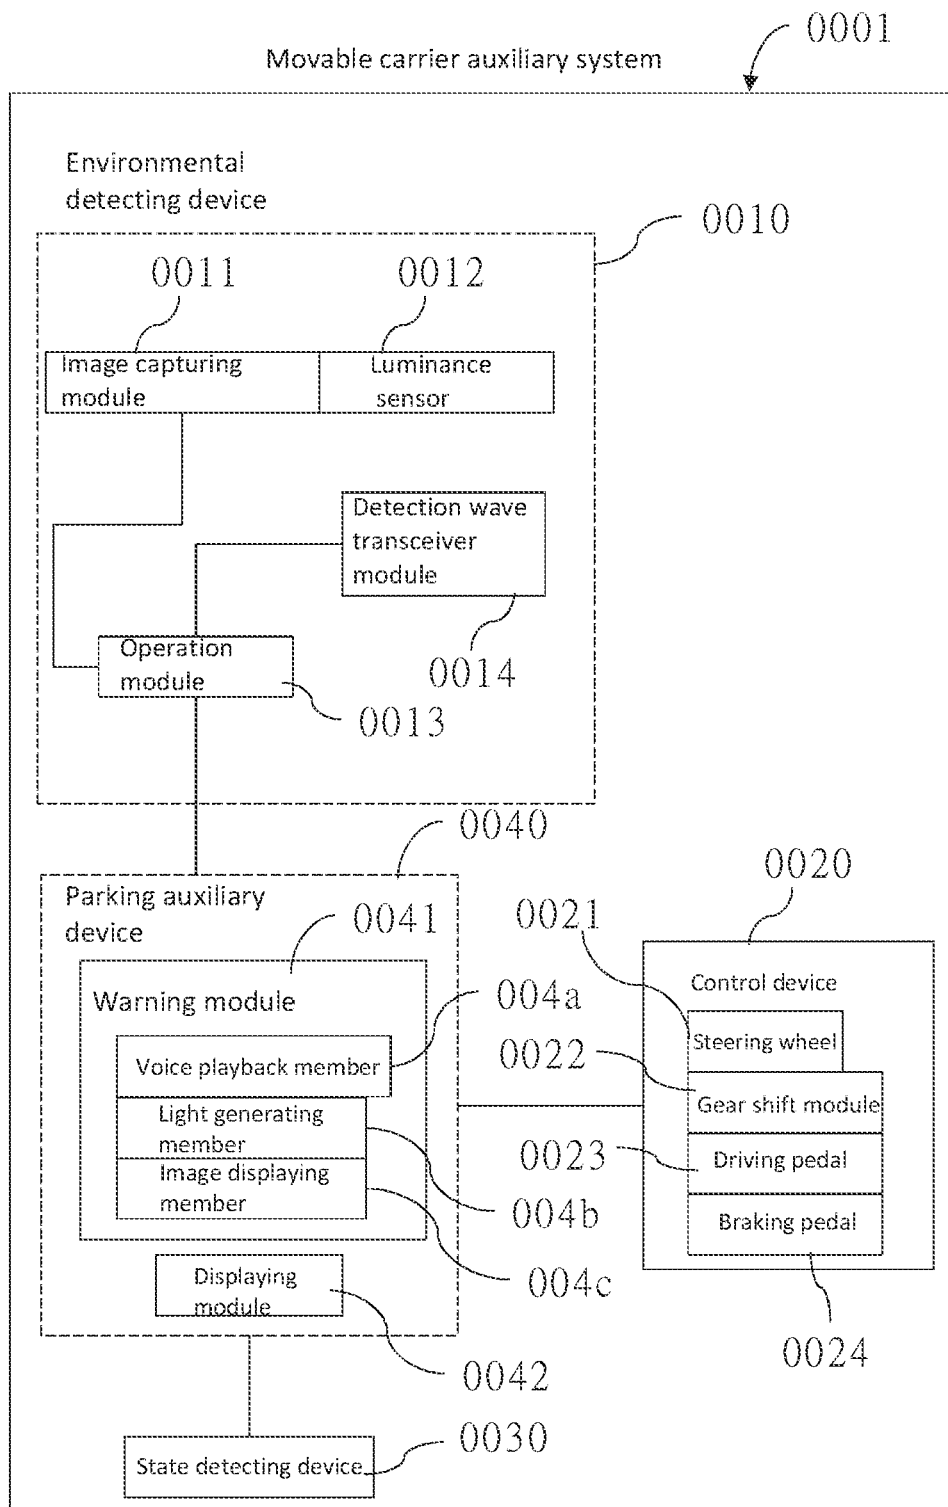 0001
Movable carrier auxiliary system
Environmental
detecting device
0010
0011
0012
Image capturing
module
Luminance
sensor
Detection wave
transceiver
module
0014
Operation
module
0013
0040
Parking auxiliary
device
0041
Warning module
004a
Voice playback member
Light generating
member
004b
Image displaying
member
004c
Displaying
module
0042
0020
0021
Control device
Steering wheel
0022
Gear shift module
0023
Driving pedal
Braking pedal
0024
0030
State detecting device